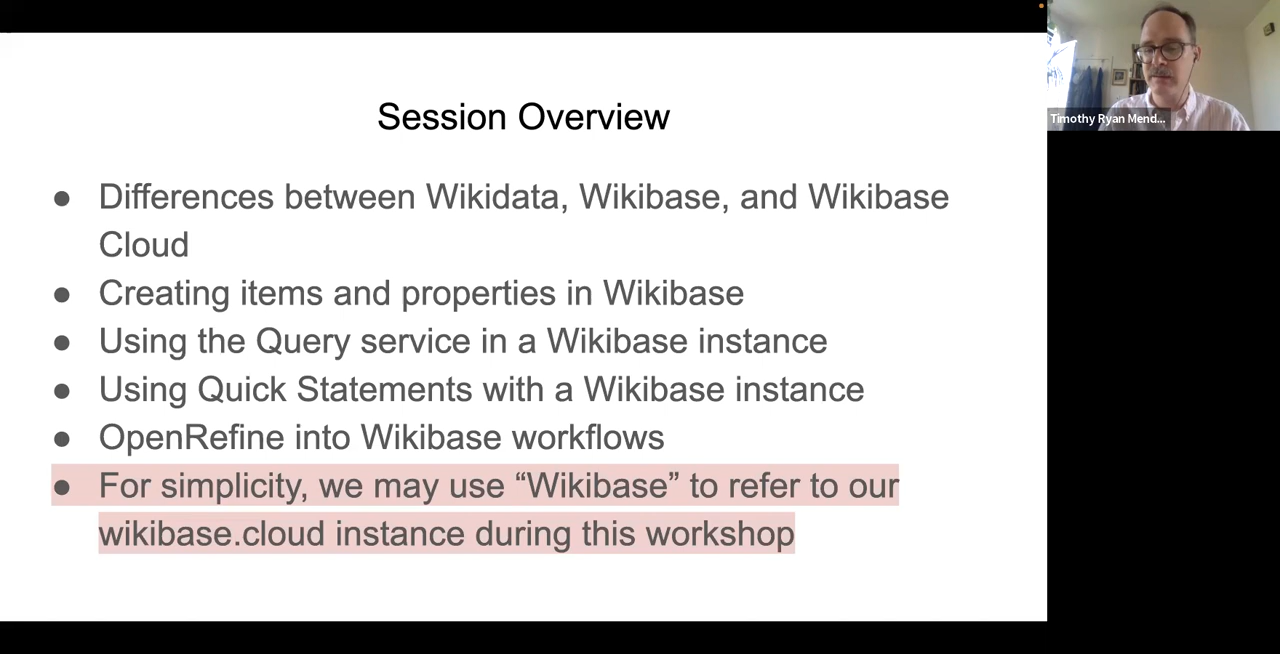 Session Overview
● Differences between Wikidata, Wikibase, and Wikibase
Cloud
● Creating items and properties in Wikibase
● Using the Query service in a Wikibase instance
● Using Quick Statements with a Wikibase instance
● OpenRefine into Wikibase workflows
● For simplicity, we may use “Wikibase” to refer to our
wikibase.cloud instance during this workshop
Timothy Ryan Mend...